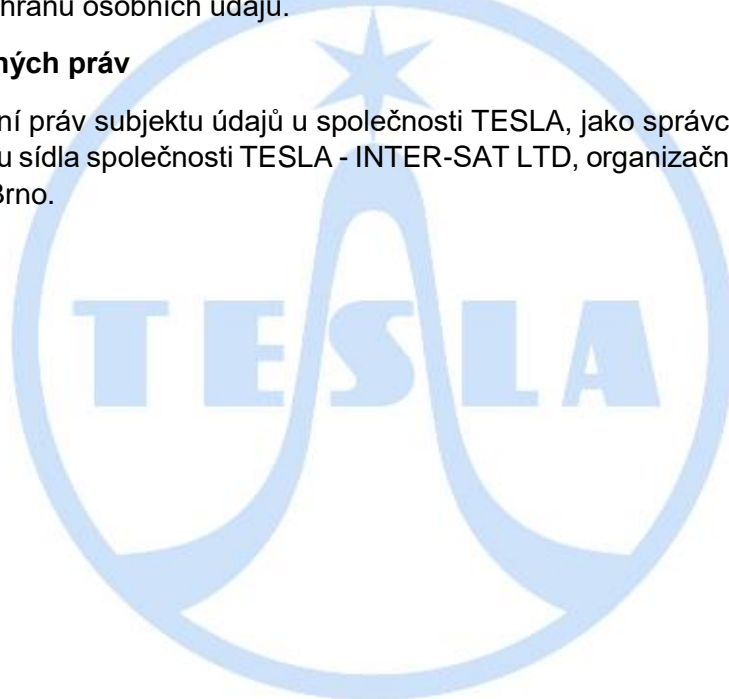 hranu osobních údajů.
ných práv
ní práv subjektu údajů u společnosti TESLA, jako správc
u sídla společnosti TESLA - INTER-SAT LTD, organizačn
Brno.
TESLA